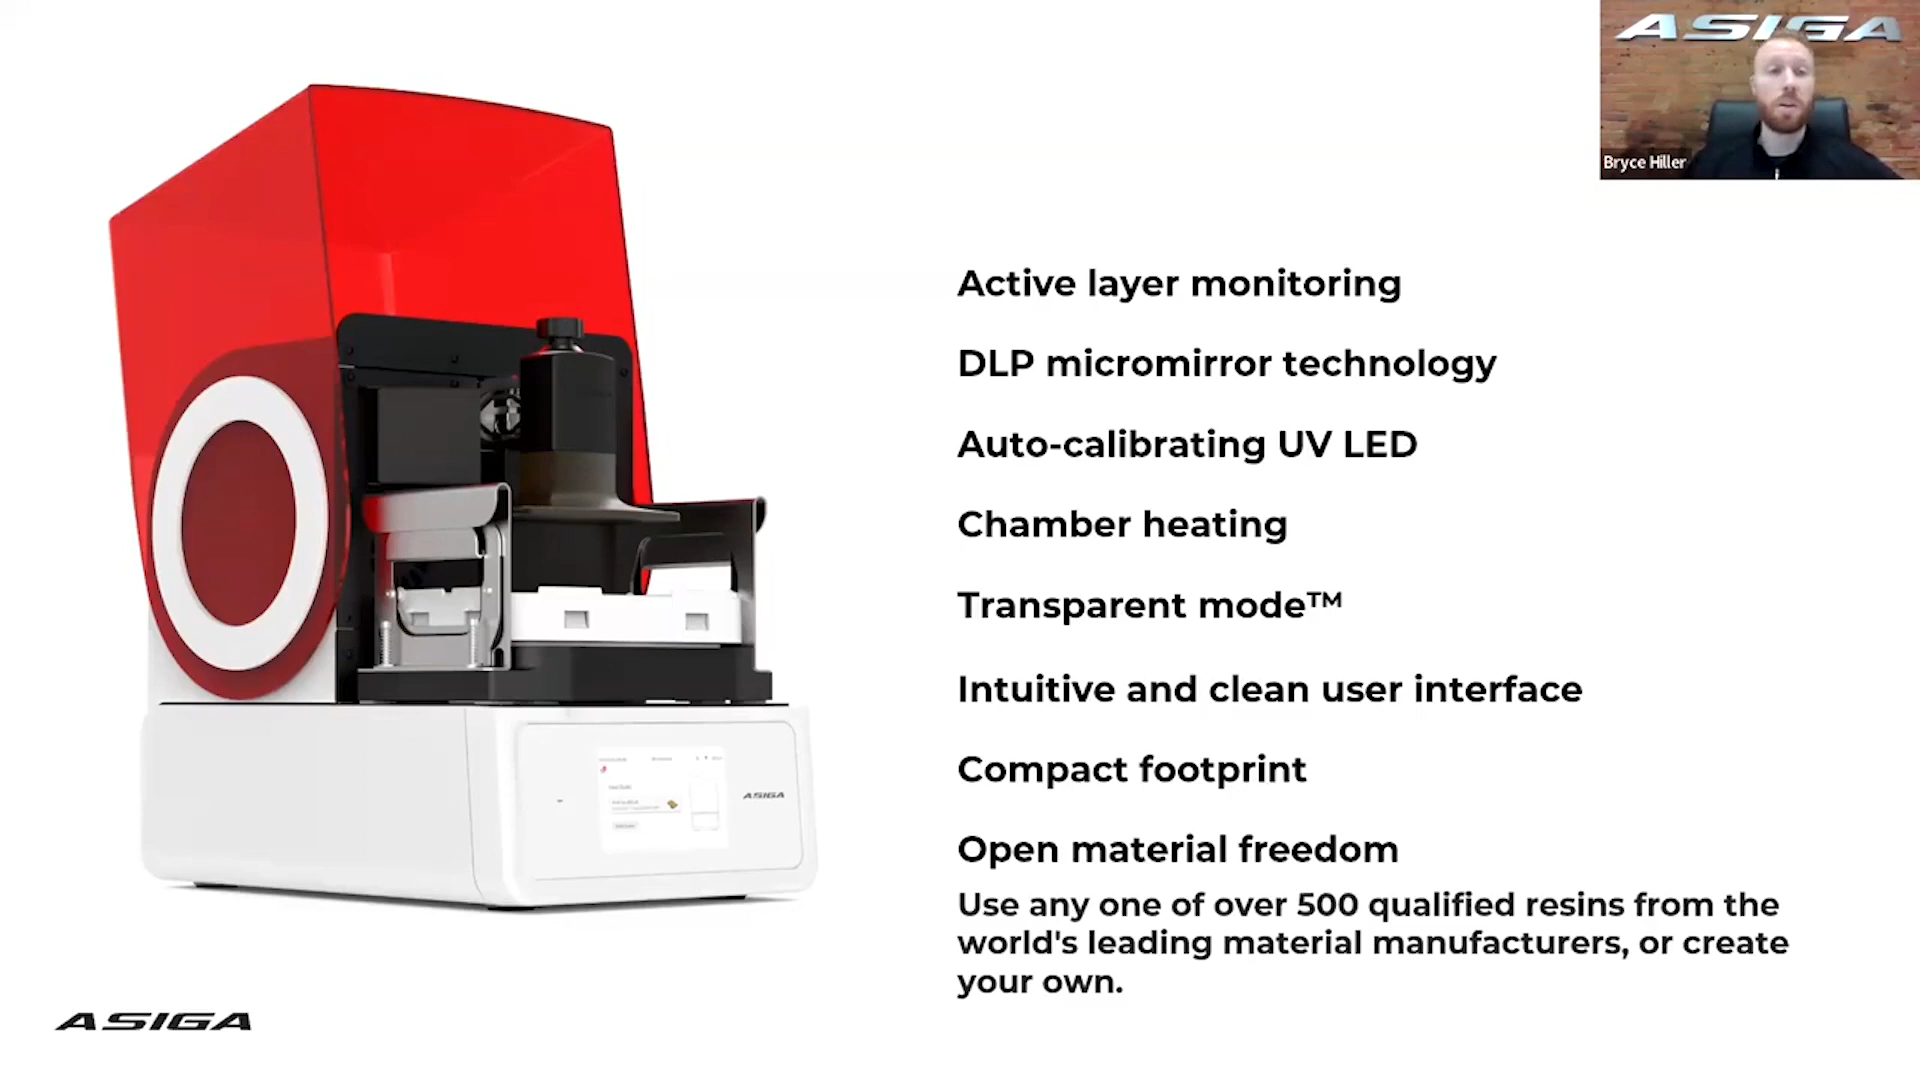 ASIGA
Bryce Hiller
Active layer monitoring
DLP micromirror technology
Auto-calibrating UV LED
Chamber heating
Transparent mode™
Intuitive and clean user interface
Compact footprint
Open material freedom
Use any one of over 500 qualified resins from the
world's leading material manufacturers, or create
your own.
ASIGA
ASIGA